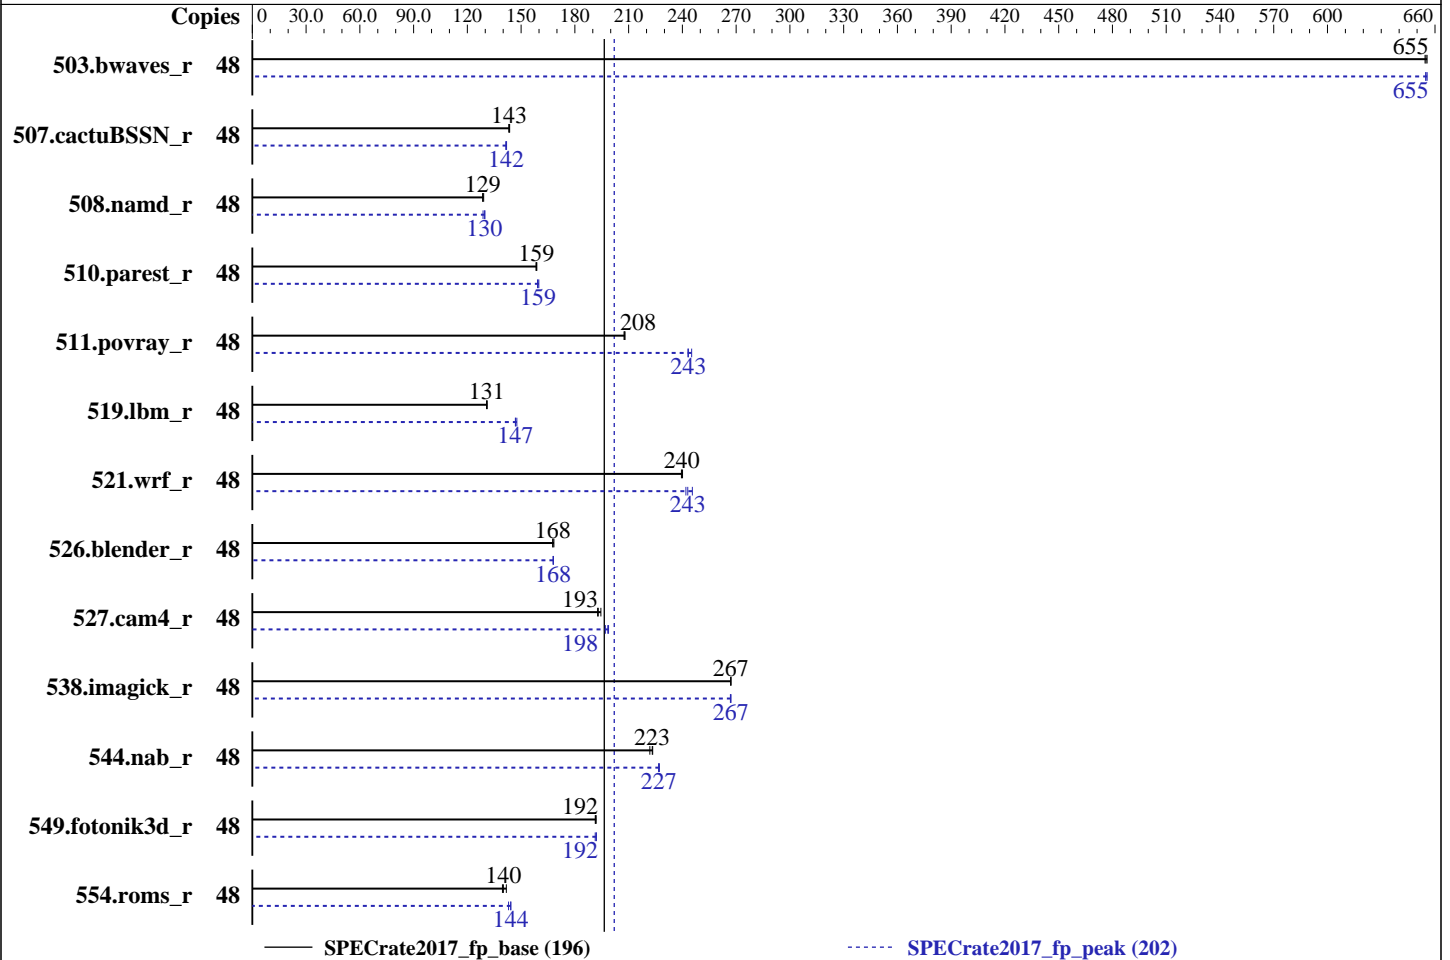 Copies 0 30.0 60.0 90.0 120 150 180 210 240 270 300 330 360 390 420 450 480 510 540 570 600 660
503.bwaves_r 48 655
655
507.cactuBSSN_r 48 143
142
508.namd_r 48 129
130
510.parest_r 48 159
159
511.povray_r 48 208
243
519.lbm_r 48 131
147
521.wrf_r 48 240
243
526.blender_r 48 168
168
527.cam4_r 48 193
198
538.imagick_r 48 267
267
544.nab_r 48 223
227
549.fotonik3d_r 48 192
192
554.roms_r 48 140
144
SPECrate2017_fp_base (196) SPECrate2017_fp_peak (202)